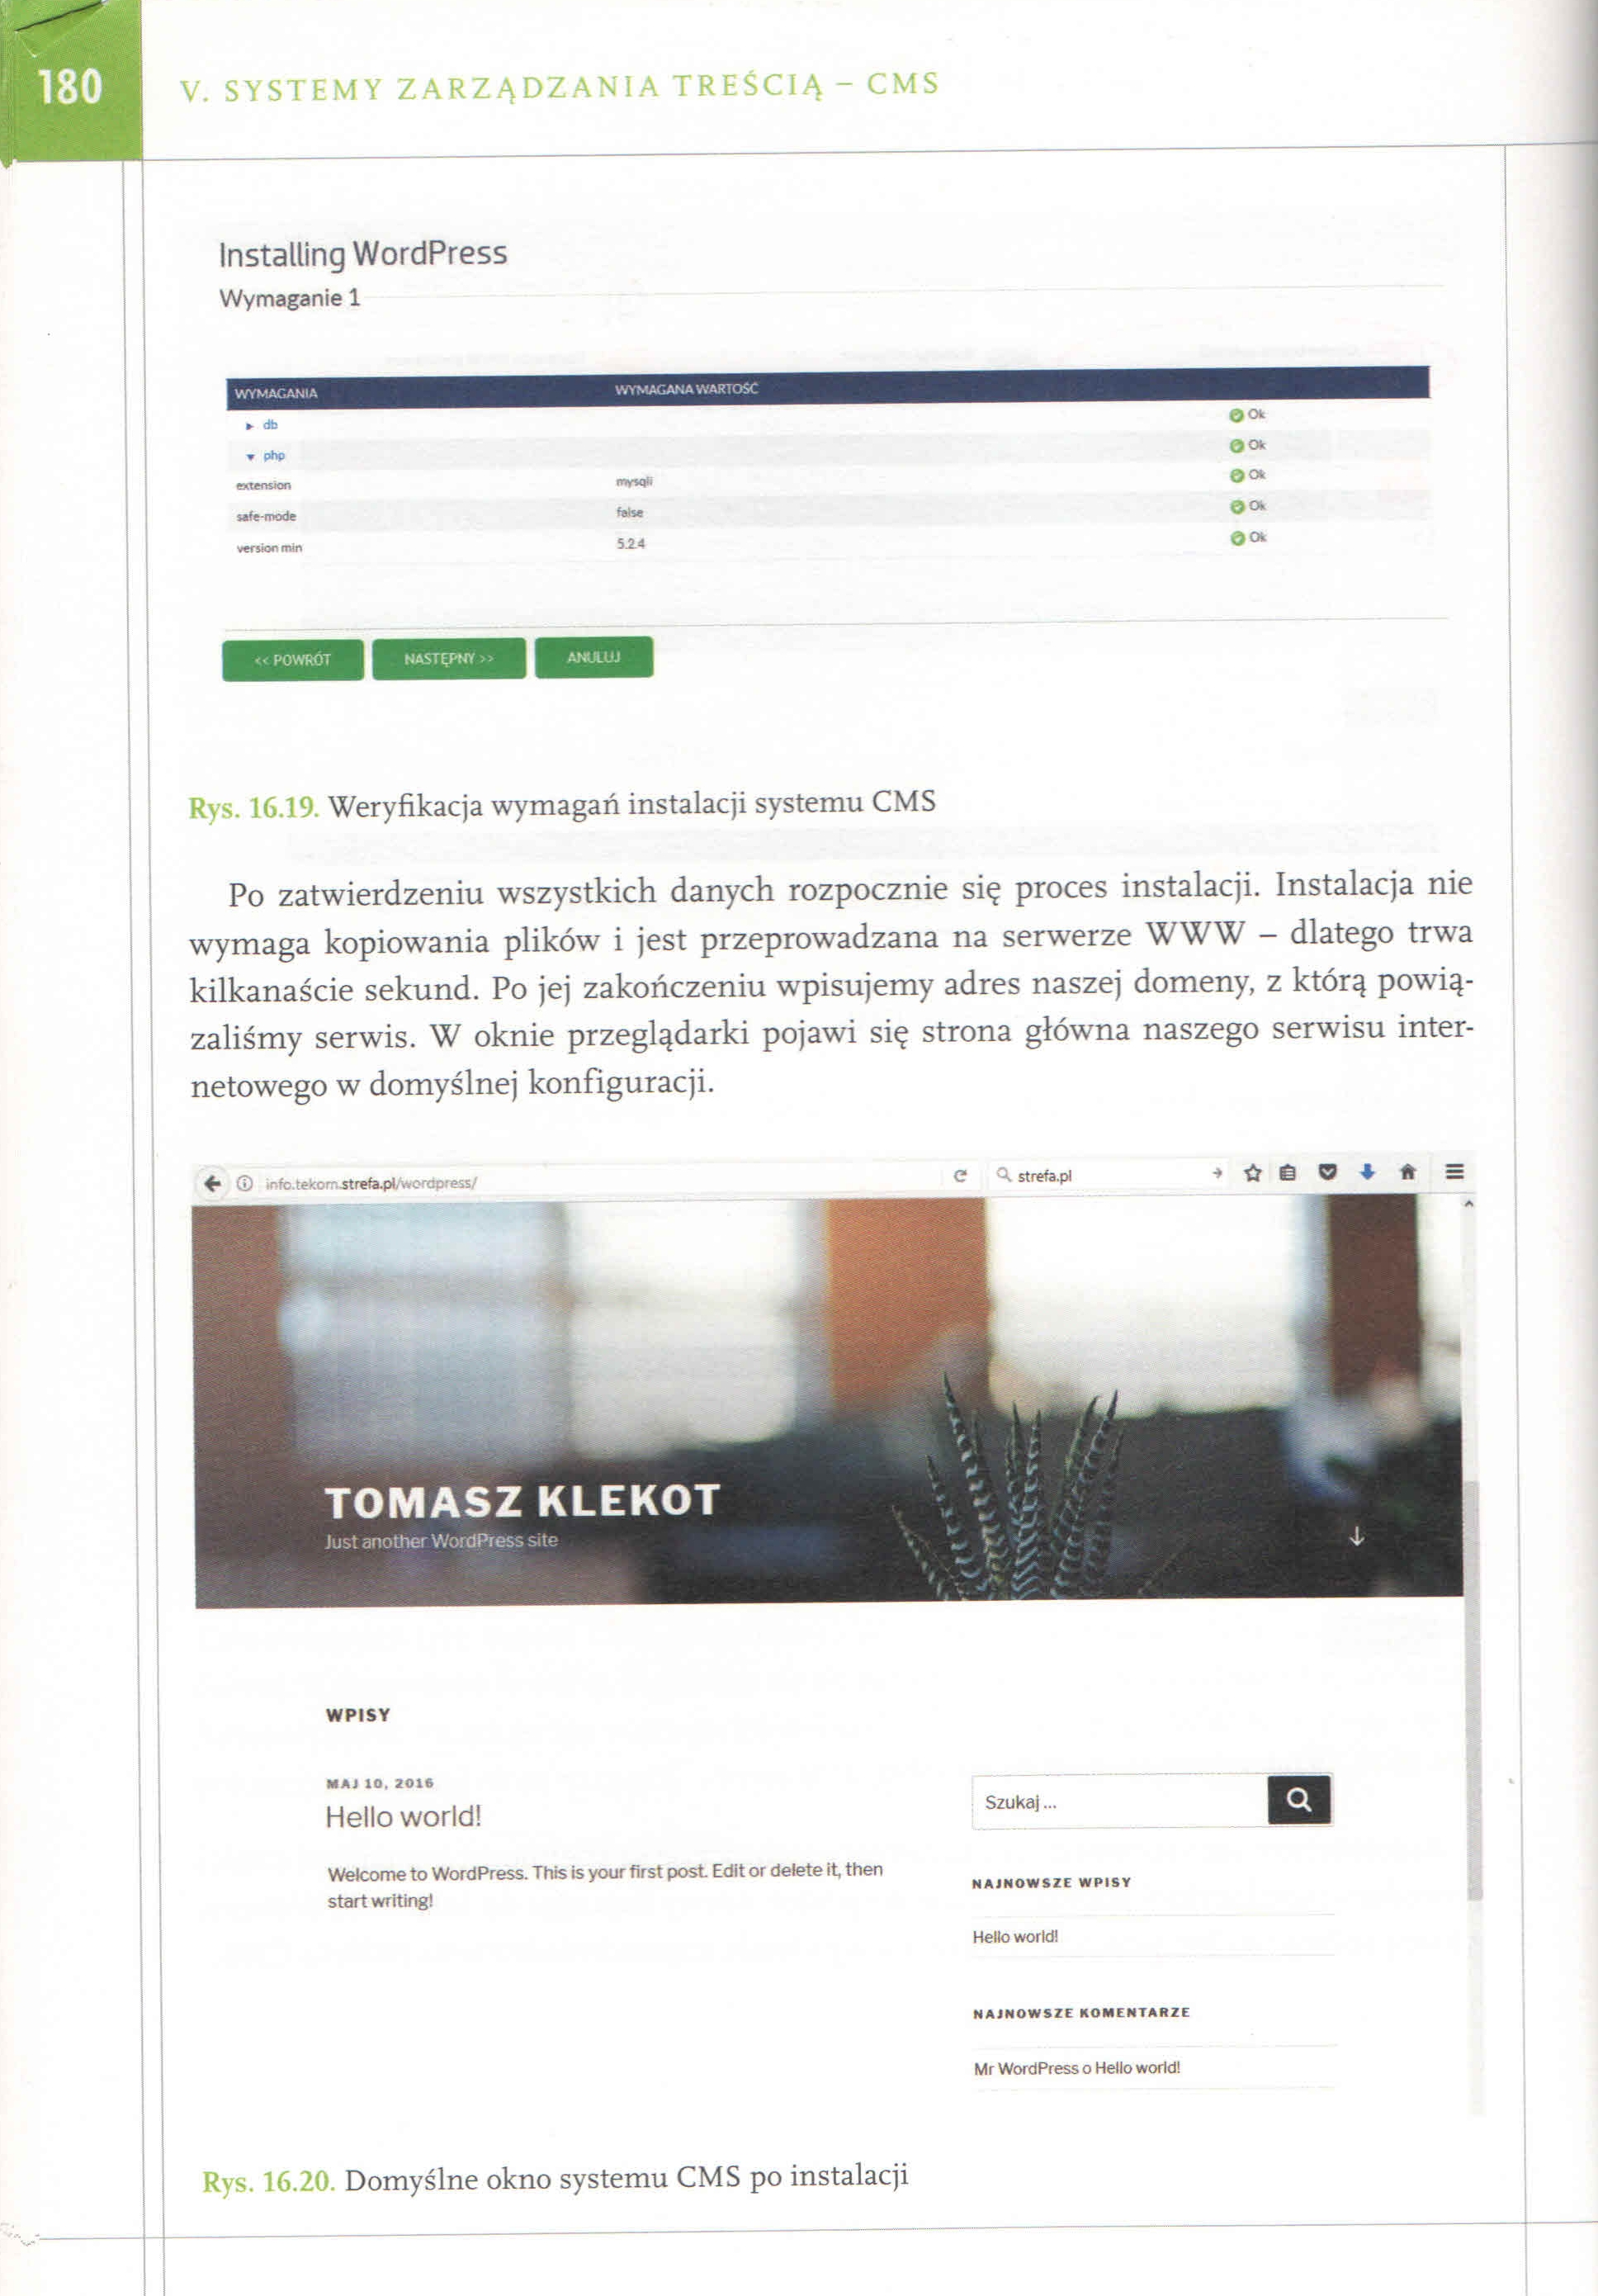 180
V. SYSTEMY ZARZĄDZANIA TREŚCIĄ – CMS
Installing WordPress
Wymaganie 1
WYMAGANIA WYMAGANA WARTOŚĆ
db Ok
php Ok
extension mysqli Ok
safe-mode false Ok
version min 5.2.4 Ok
<< POWRÓT NASTĘPNY >> ANULUJ
Rys. 16.19. Weryfikacja wymagań instalacji systemu CMS
Po zatwierdzeniu wszystkich danych rozpocznie się proces instalacji. Instalacja nie
wymaga kopiowania plików i jest przeprowadzana na serwerze WWW – dlatego trwa
kilkanaście sekund. Po jej zakończeniu wpisujemy adres naszej domeny, z którą powią-
zaliśmy serwis. W oknie przeglądarki pojawi się strona główna naszego serwisu inter-
netowego w domyślnej konfiguracji.
info.tekom.strefa.pl/wordpress/ strefa.pl
TOMASZ KLEKOT
Just another WordPress site
WPISY
MAJ 10, 2016
Hello world!
Welcome to WordPress. This is your first post. Edit or delete it, then
start writing!
Szukaj ...
NAJNOWSZE WPISY
Hello world!
NAJNOWSZE KOMENTARZE
Mr WordPress o Hello world!
Rys. 16.20. Domyślne okno systemu CMS po instalacji